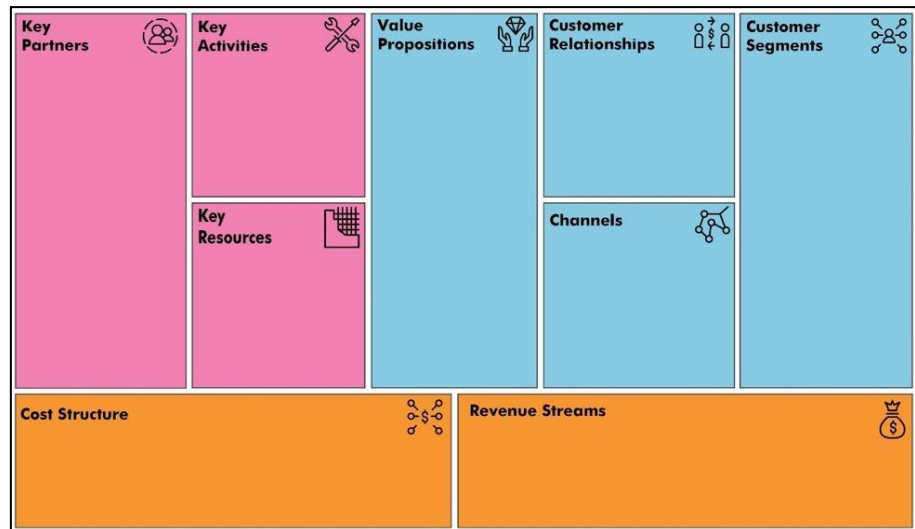 Key
Partners
Key
Activities
Key
Resources
Value
Propositions
Customer
Relationships
Channels
Customer
Segments
Cost Structure
Revenue Streams